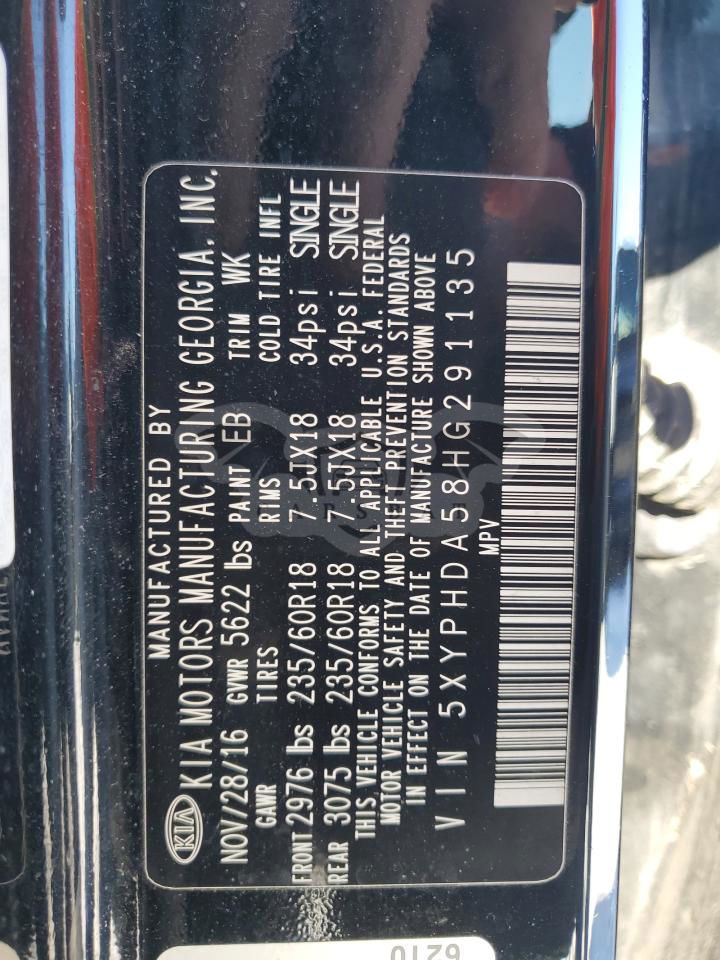 MANUFACTURED BY
KIA KIA MOTORS MANUFACTURING GEORGIA, INC.
NOV/28/16 GVWR 5622 lbs PAINT EB TRIM WK
GAWR TIRES RIMS COLD TIRE INFL
FRONT 2976 lbs 235/60R18 7.5JX18 34psi SINGLE
REAR 3075 lbs 235/60R18 7.5JX18 34psi SINGLE
THIS VEHICLE CONFORMS TO ALL APPLICABLE U.S.A. FEDERAL
MOTOR VEHICLE SAFETY AND THEFT PREVENTION STANDARDS
IN EFFECT ON THE DATE OF MANUFACTURE SHOWN ABOVE
VIN 5XYPHDA58HG291135
MPV
6210